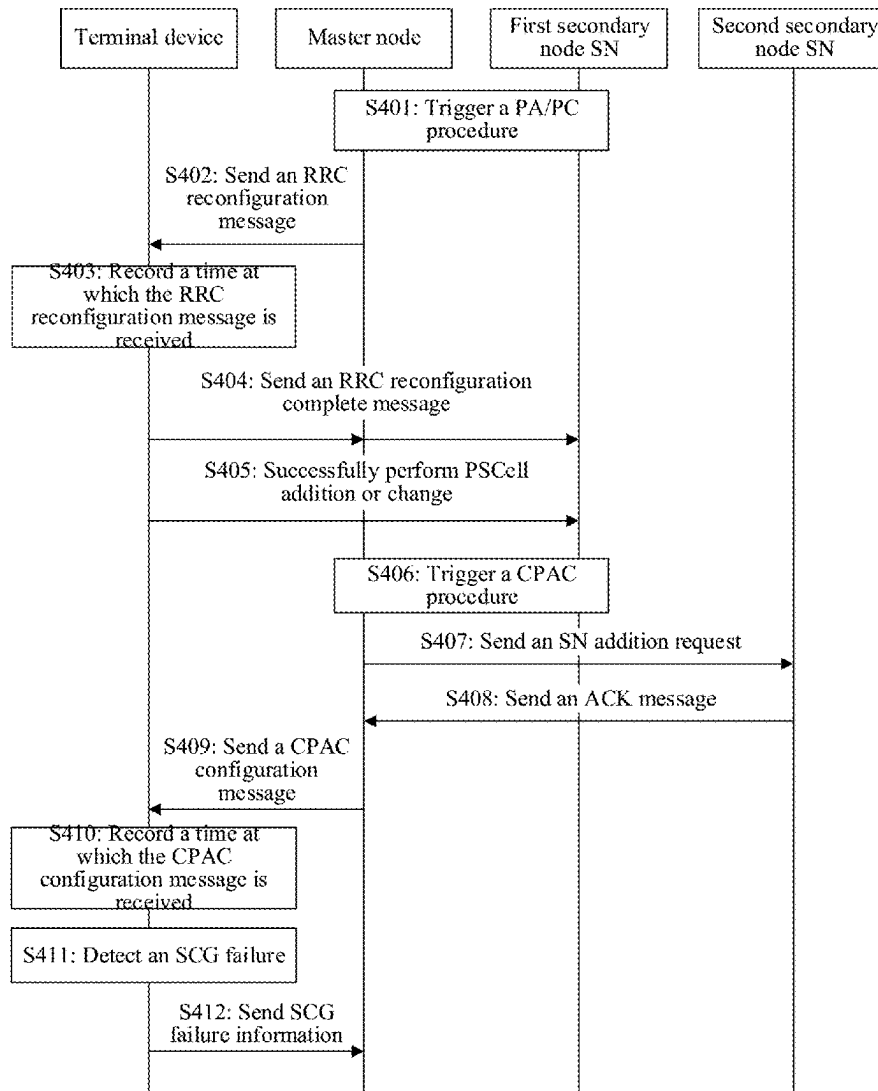 Terminal device
Master node
First secondary
node SN
Second secondary
node SN
S401: Trigger a PA/PC
procedure
S402: Send an RRC
reconfiguration
message
S403: Record a time at
which the RRC
reconfiguration message is
received
S404: Send an RRC reconfiguration
complete message
S405: Successfully perform PSCell
addition or change
S406: Trigger a CPAC
procedure
S407: Send an SN addition request
S408: Send an ACK message
S409: Send a CPAC
configuration
message
S410: Record a time at
which the CPAC
configuration message is
received
S411: Detect an SCG failure
S412: Send SCG
failure information